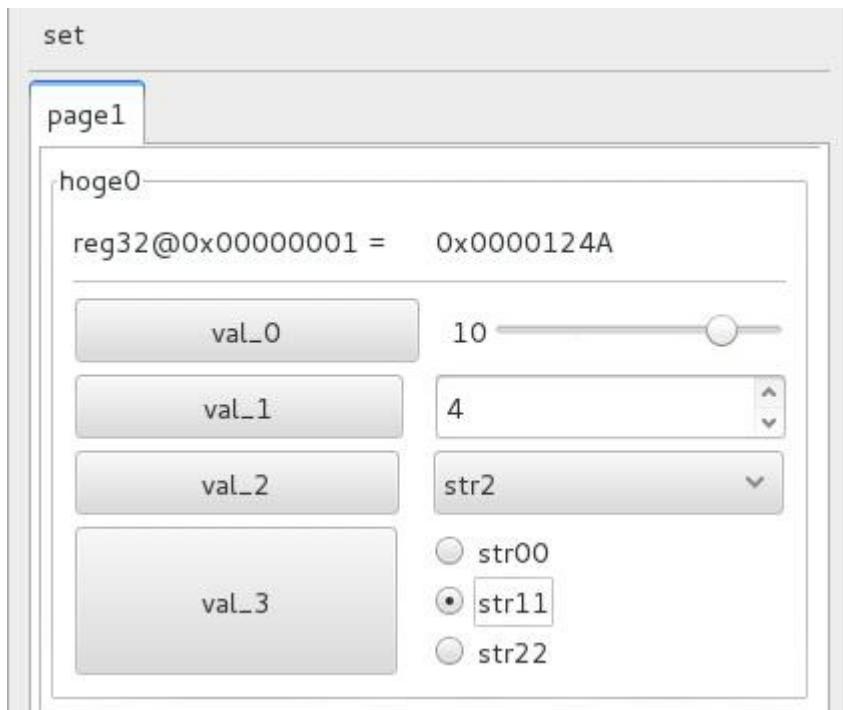 set
page1
hoge0
reg32@0x00000001 = 0x0000124A
val_0 10
val_1 4
val_2 str2
str00
val_3 str11
str22